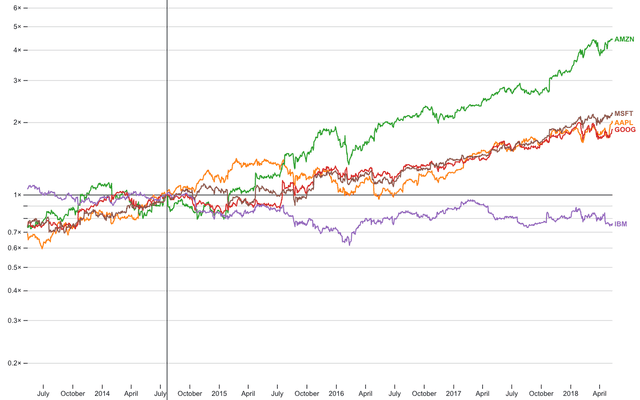 6×
5×
4×
3×
2×
1×
0.7×
0.5×
0.4×
0.3×
0.2×
AMZN
MSFT
AAPL
GOOG
IBM
July October 2014 April July October 2015 April July October 2016 April July October 2017 April July October 2018 April